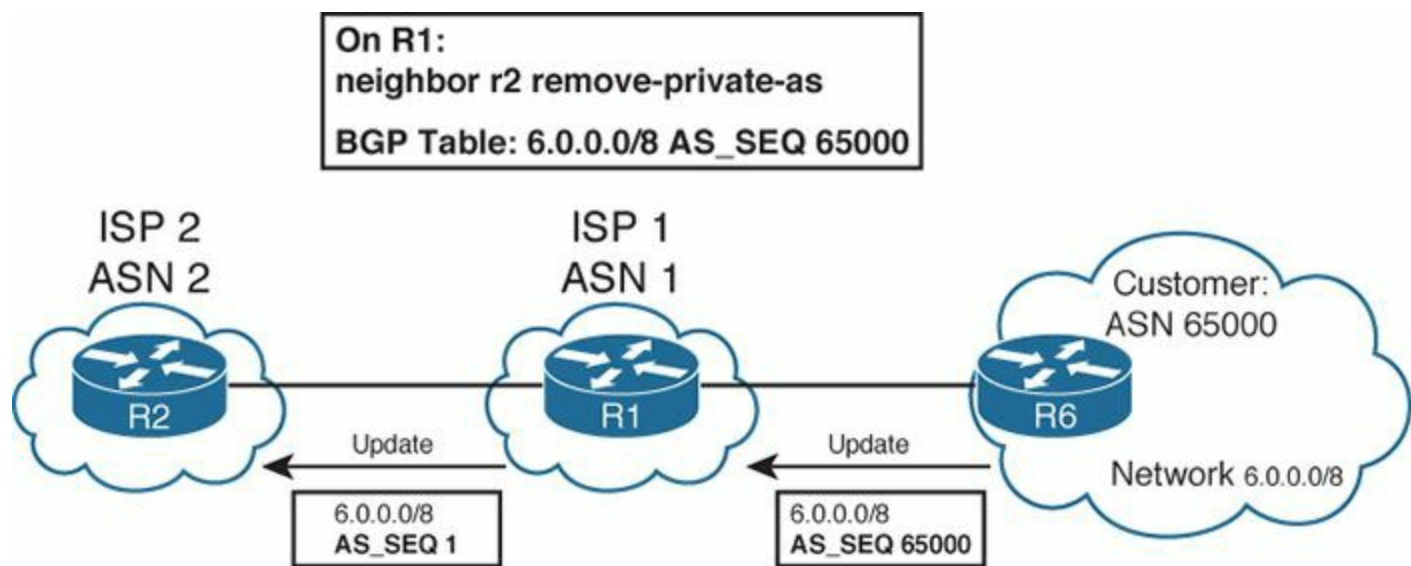 On R1:
neighbor r2 remove-private-as
BGP Table: 6.0.0.0/8 AS_SEQ 65000
ISP 2
ASN 2
ISP 1
ASN 1
Customer:
ASN 65000
R2
R1
R6
Update
Update
Network 6.0.0.0/8
6.0.0.0/8
AS_SEQ 1
6.0.0.0/8
AS_SEQ 65000